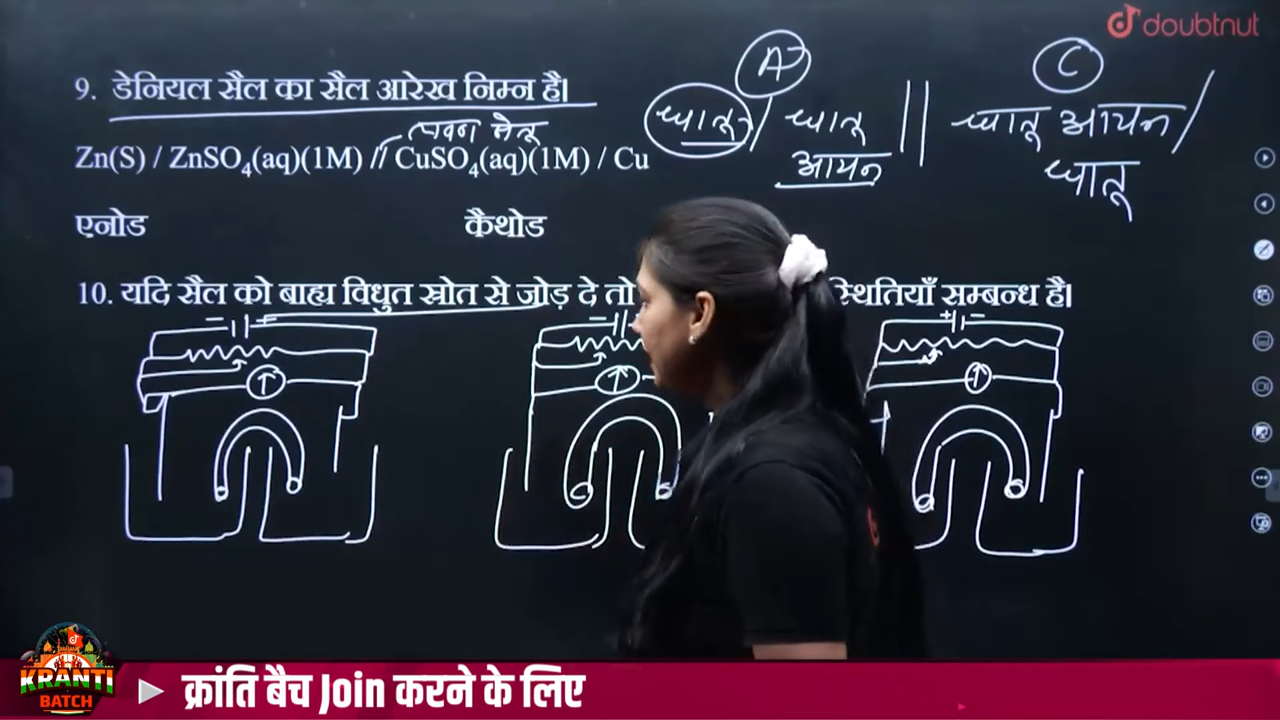 doubtnut
9. डेनियल सैल का सैल आरेख निम्न है।
A
C
धातु / धातु आयन || धातु आयन / धातु
लवण सेतु
Zn(S) / ZnSO₄(aq)(1M) // CuSO₄(aq)(1M) / Cu
एनोड कैथोड
10. यदि सैल को बाह्य विधुत स्रोत से जोड़ दे तो स्थितियाँ सम्बन्ध है।
− + −
KRANTI
BATCH
क्रांति बैच Join करने के लिए